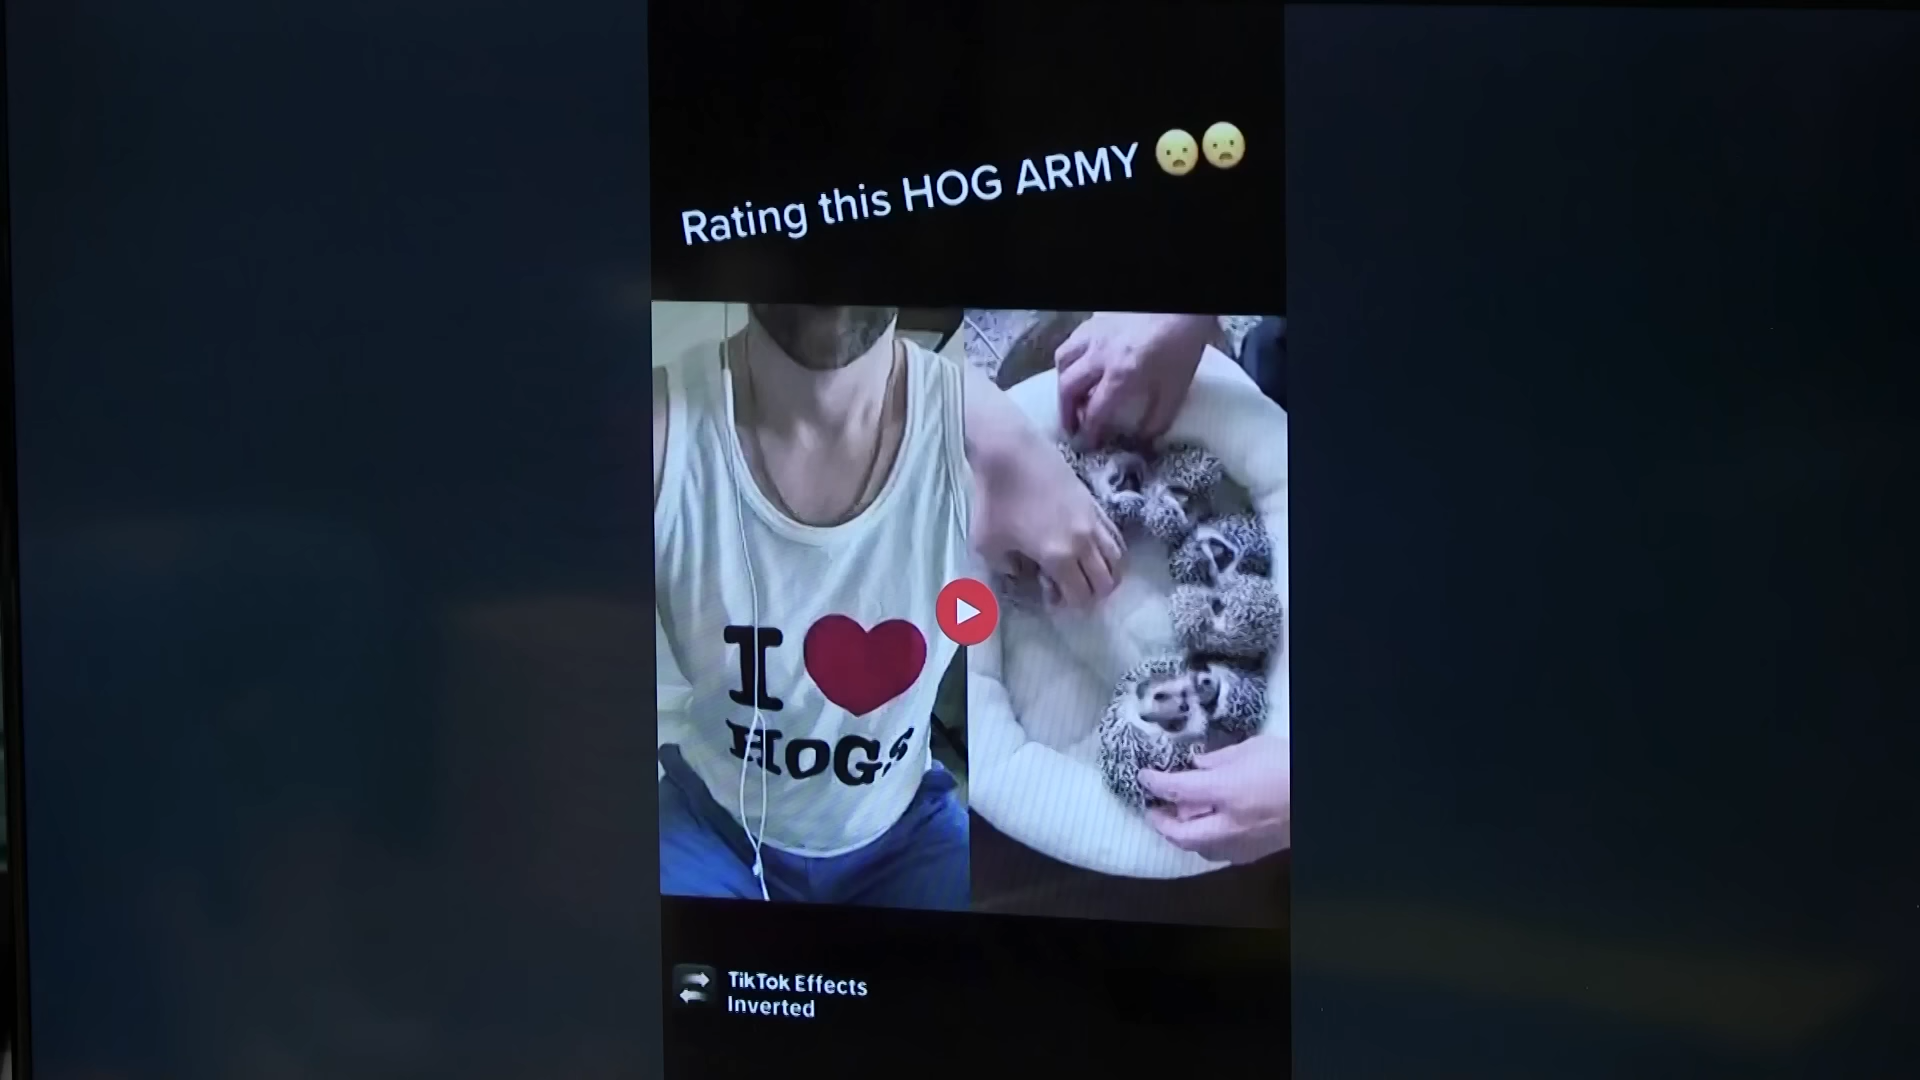 Rating this HOG ARMY 😦😦
I ❤
HOGS
TikTok Effects
Inverted